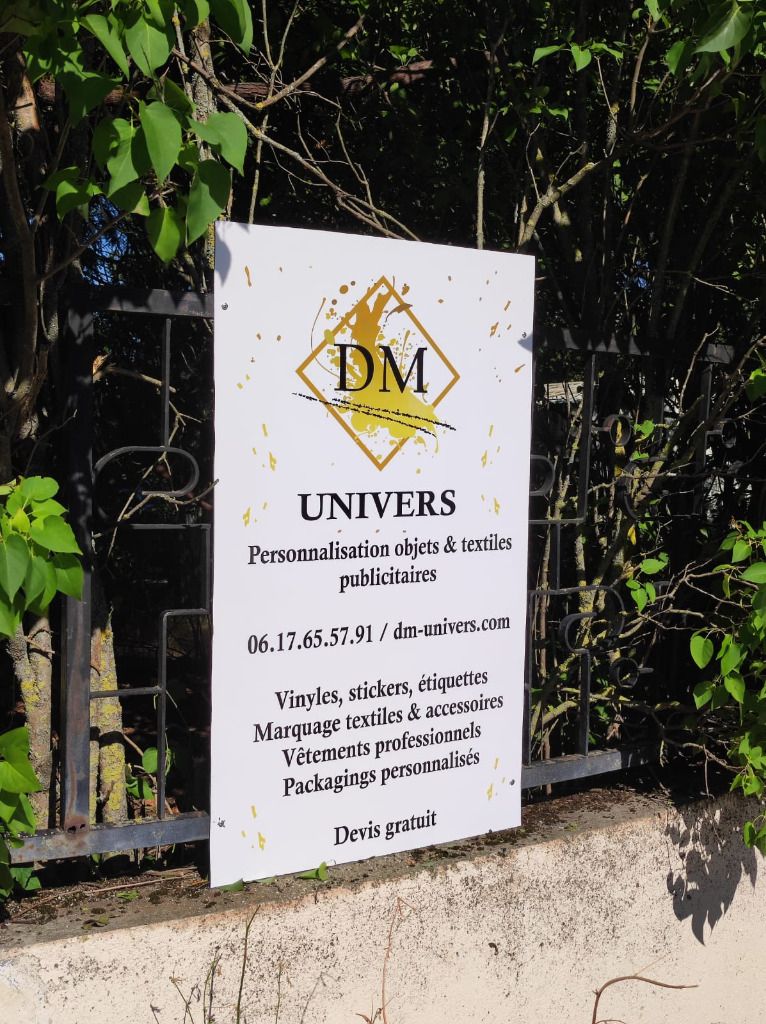 DM
UNIVERS
Personnalisation objets & textiles
publicitaires
06.17.65.57.91 / dm-univers.com
Vinyles, stickers, étiquettes
Marquage textiles & accessoires
Vêtements professionnels
Packagings personnalisés
Devis gratuit